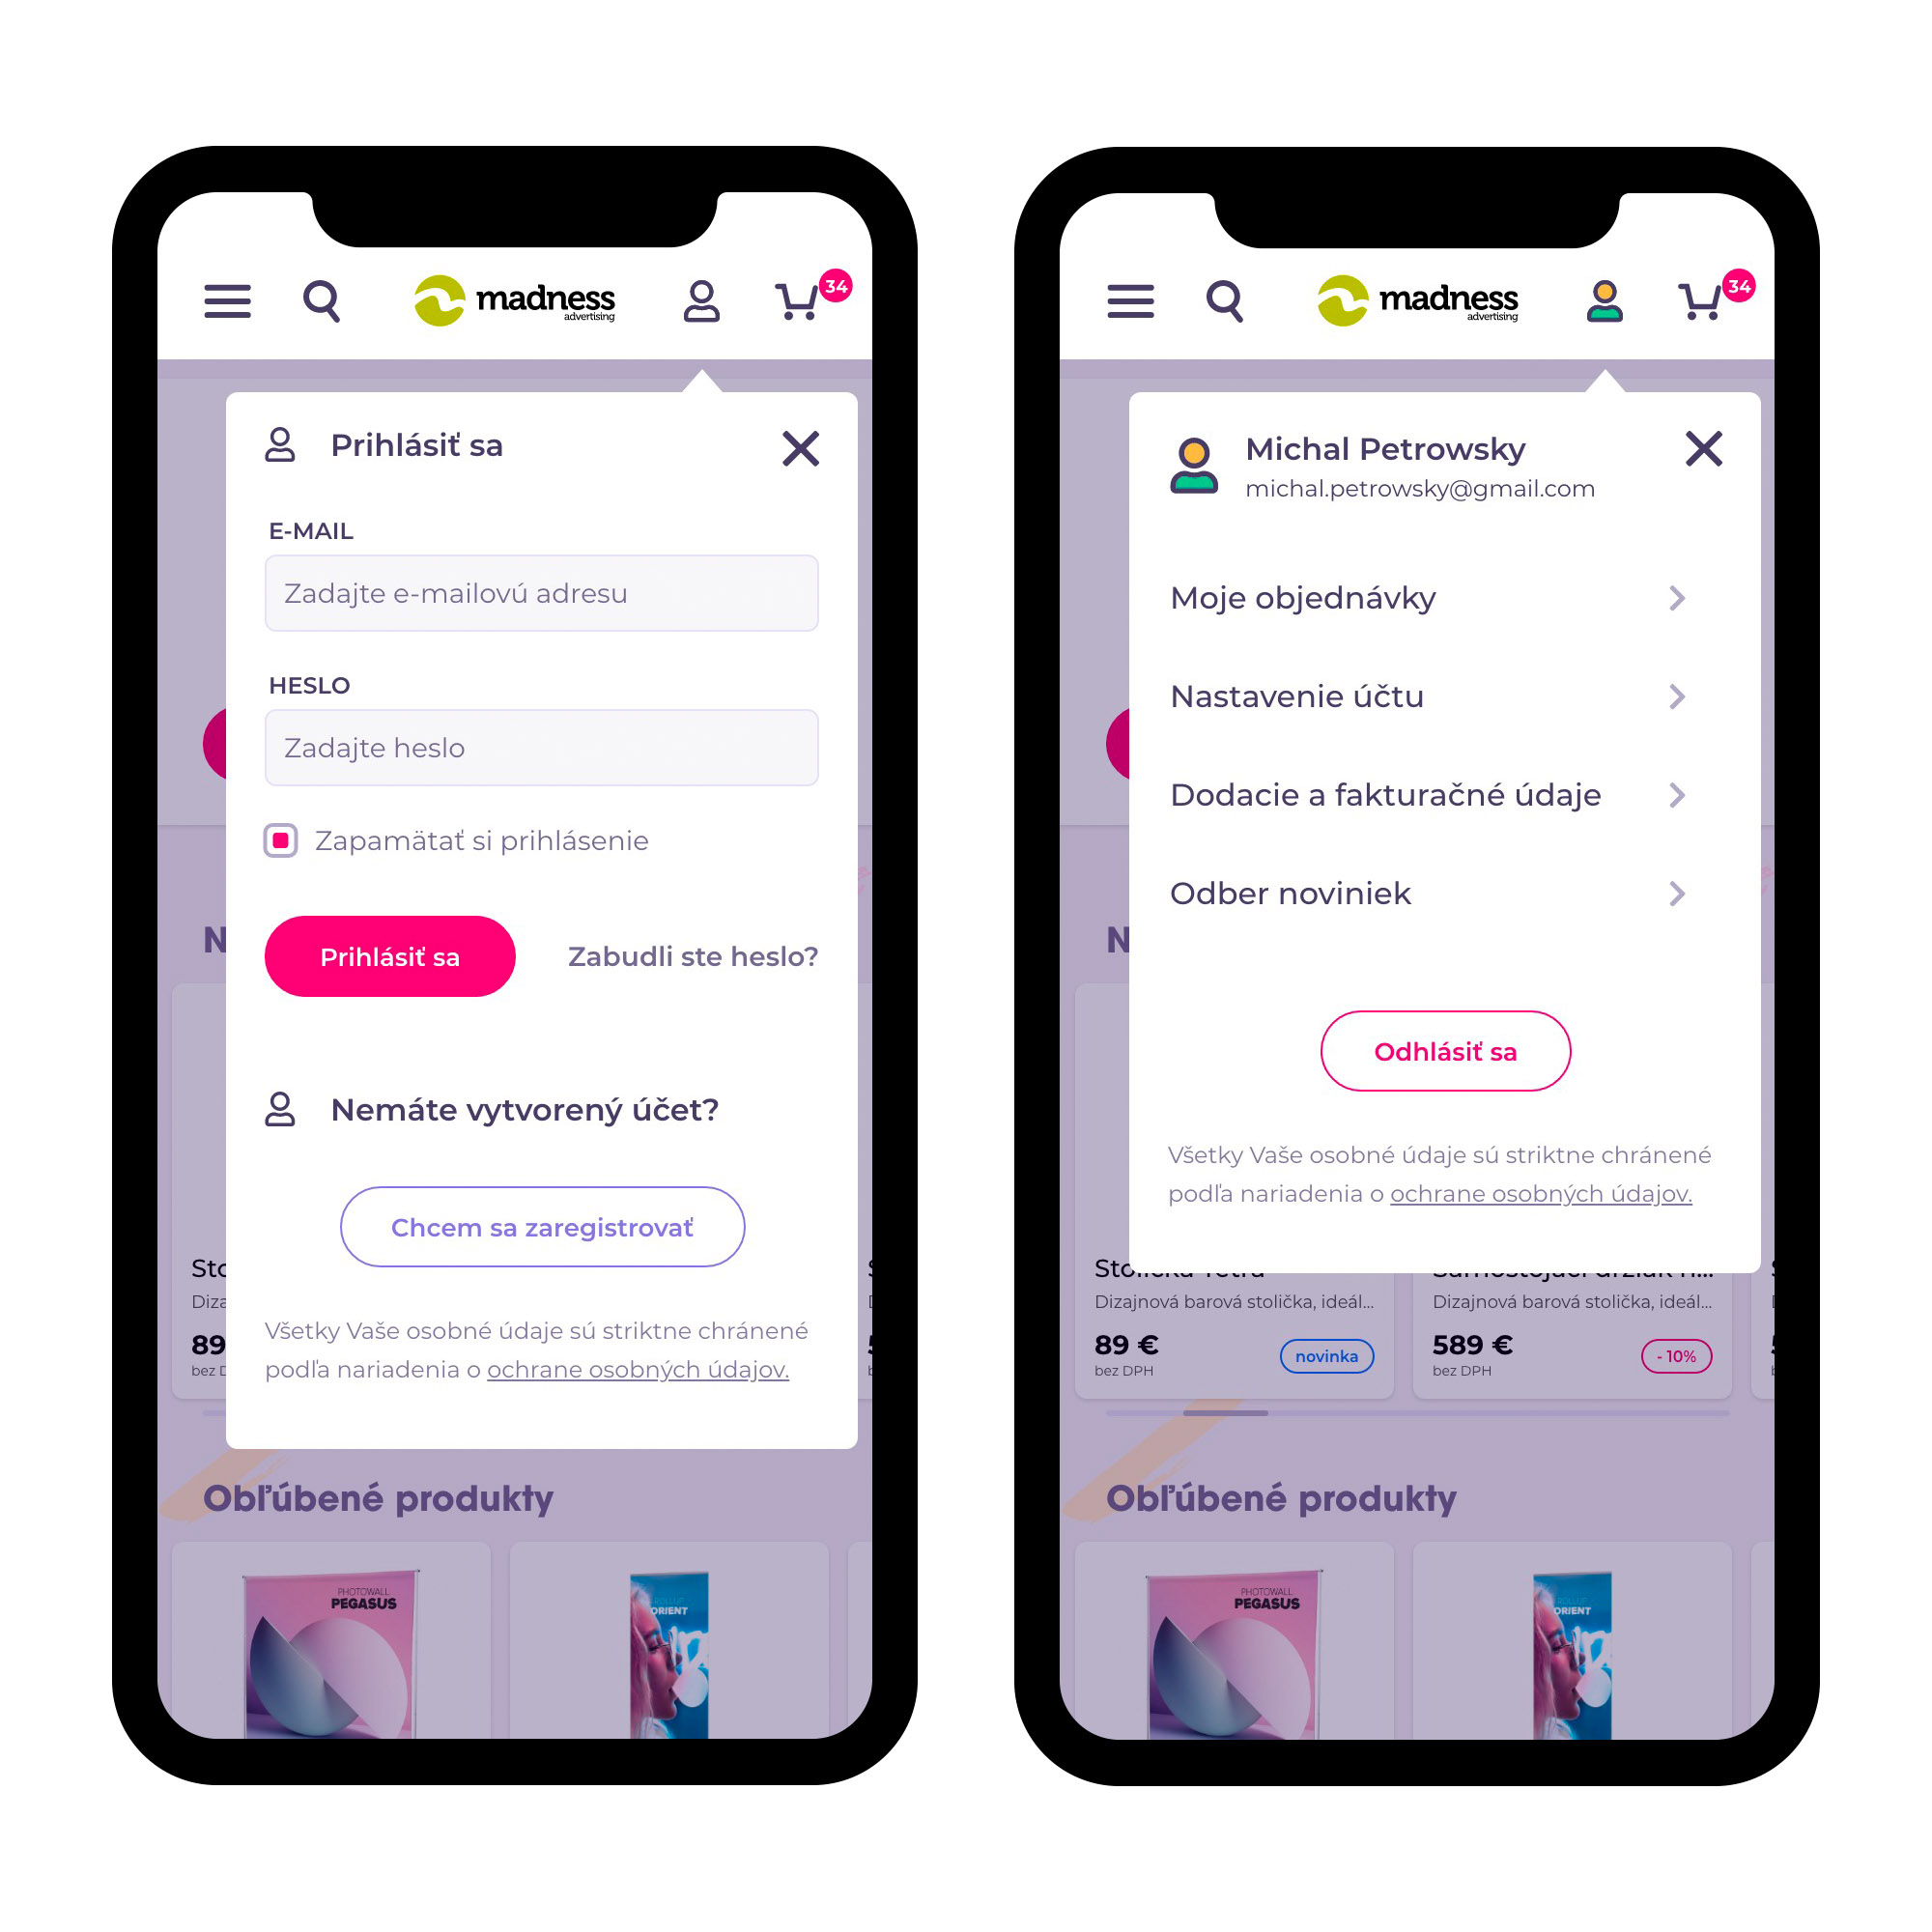 madness
advertising
34
Prihlásiť sa
E-MAIL
Zadajte e-mailovú adresu
HESLO
Zadajte heslo
Zapamätať si prihlásenie
Prihlásiť sa
Zabudli ste heslo?
Nemáte vytvorený účet?
Chcem sa zaregistrovať
Všetky Vaše osobné údaje sú striktne chránené
podľa nariadenia o ochrane osobných údajov.
89
bez
Obľúbené produkty
PHOTOWALL
PEGASUS
ORIENT
madness
advertising
34
Michal Petrowsky
michal.petrowsky@gmail.com
Moje objednávky
Nastavenie účtu
Dodacie a fakturačné údaje
Odber noviniek
Odhlásiť sa
Všetky Vaše osobné údaje sú striktne chránené
podľa nariadenia o ochrane osobných údajov.
Dizajnová barová stolička, ideál...
89 €
bez DPH
novinka
Dizajnová barová stolička, ideál...
589 €
bez DPH
- 10%
Obľúbené produkty
PHOTOWALL
PEGASUS
ORIENT